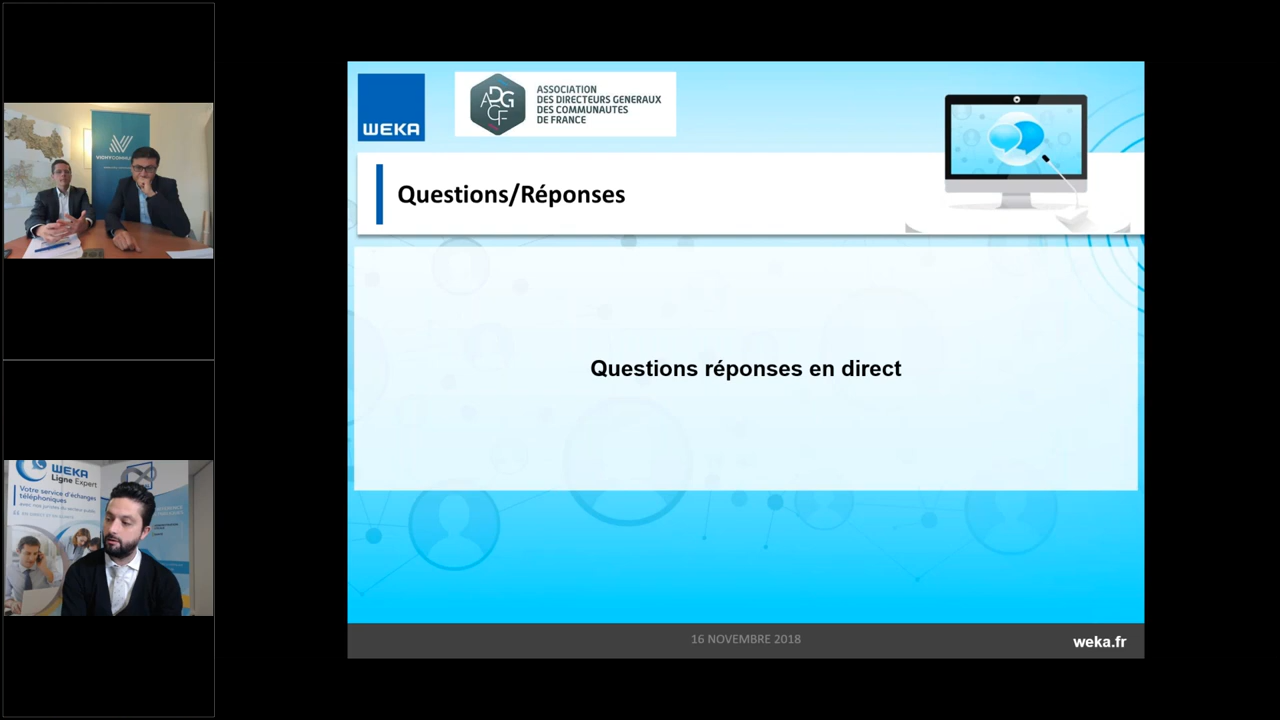 WEKA
ADGCF
ASSOCIATION
DES DIRECTEURS GENERAUX
DES COMMUNAUTES
DE FRANCE
Questions/Réponses
Questions réponses en direct
16 NOVEMBRE 2018
weka.fr
WEKA
Ligne Expert
Votre service d'échanges
téléphoniques